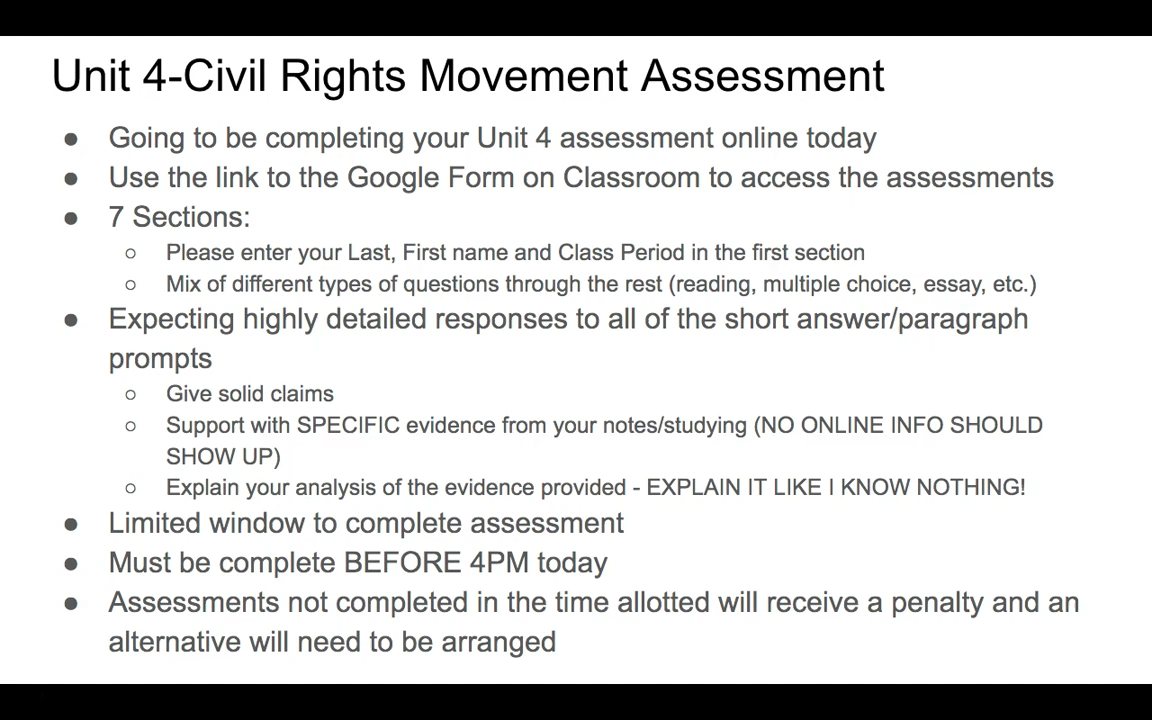 Unit 4-Civil Rights Movement Assessment
● Going to be completing your Unit 4 assessment online today
● Use the link to the Google Form on Classroom to access the assessments
● 7 Sections:
○ Please enter your Last, First name and Class Period in the first section
○ Mix of different types of questions through the rest (reading, multiple choice, essay, etc.)
● Expecting highly detailed responses to all of the short answer/paragraph
prompts
○ Give solid claims
○ Support with SPECIFIC evidence from your notes/studying (NO ONLINE INFO SHOULD
SHOW UP)
○ Explain your analysis of the evidence provided - EXPLAIN IT LIKE I KNOW NOTHING!
● Limited window to complete assessment
● Must be complete BEFORE 4PM today
● Assessments not completed in the time allotted will receive a penalty and an
alternative will need to be arranged